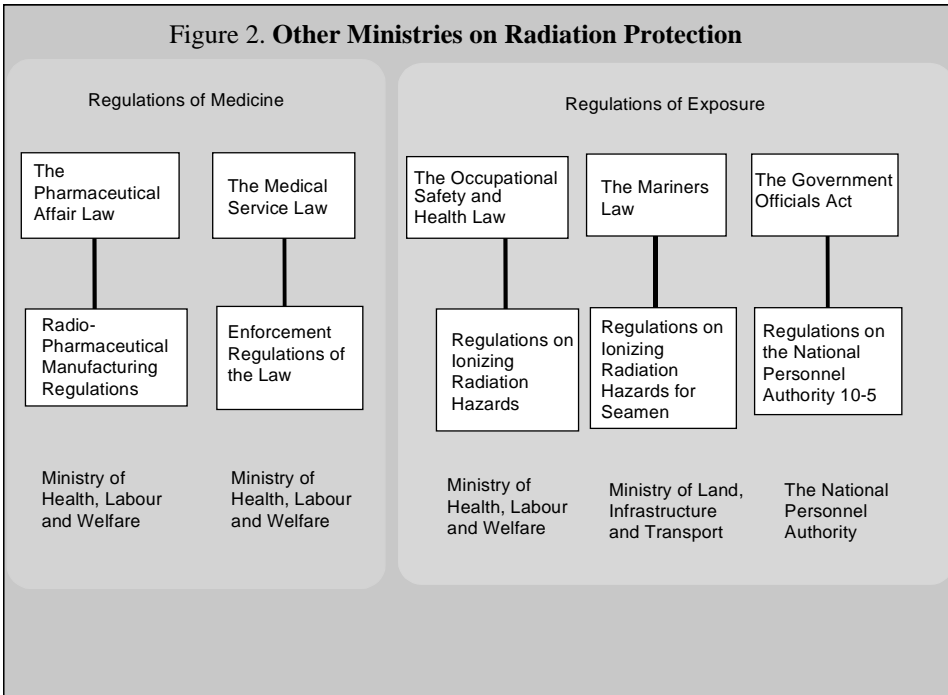 Figure 2. Other Ministries on Radiation Protection
Regulations of Medicine
The
Pharmaceutical
Affair Law
The Medical
Service Law
Radio-
Pharmaceutical
Manufacturing
Regulations
Enforcement
Regulations of
the Law
Ministry of
Health, Labour
and Welfare
Ministry of
Health, Labour
and Welfare
Regulations of Exposure
The Occupational
Safety and
Health Law
The Mariners
Law
The Government
Officials Act
Regulations on
Ionizing
Radiation
Hazards
Regulations on
Ionizing
Radiation
Hazards for
Seamen
Regulations on
the National
Personnel
Authority 10-5
Ministry of
Health, Labour
and Welfare
Ministry of Land,
Infrastructure
and Transport
The National
Personnel
Authority